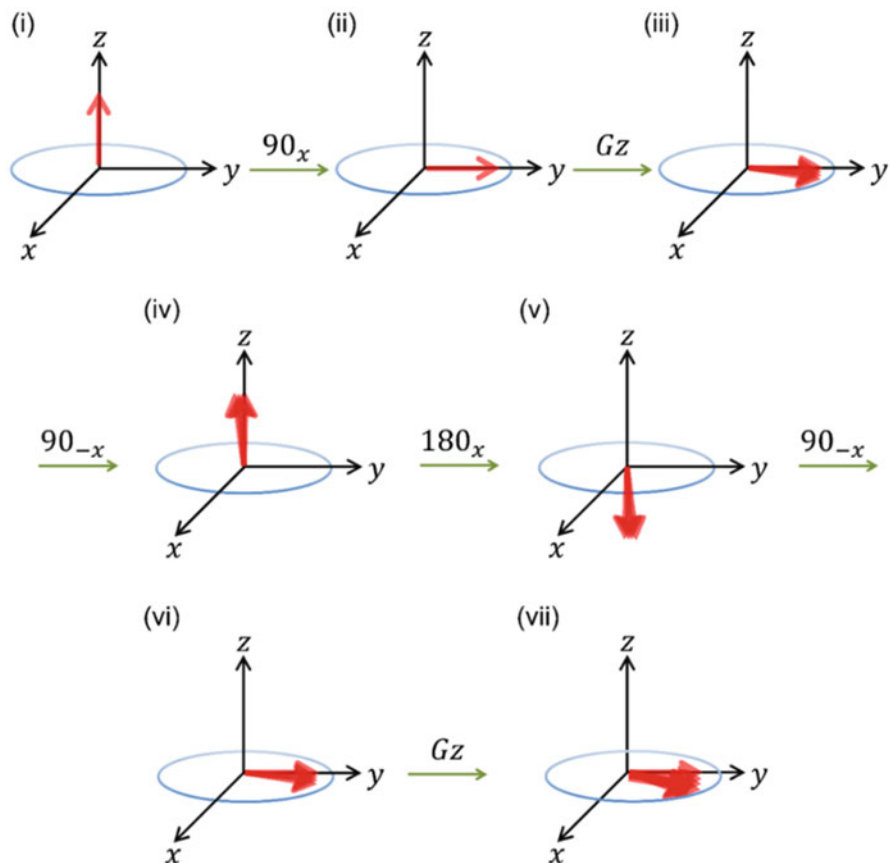 (i) (ii) (iii)
z z z
90ₓ Gz
y y y
x x x
(iv) (v)
z z
90₋ₓ 180ₓ 90₋ₓ
y y
x x
(vi) (vii)
z z
Gz
y y
x x